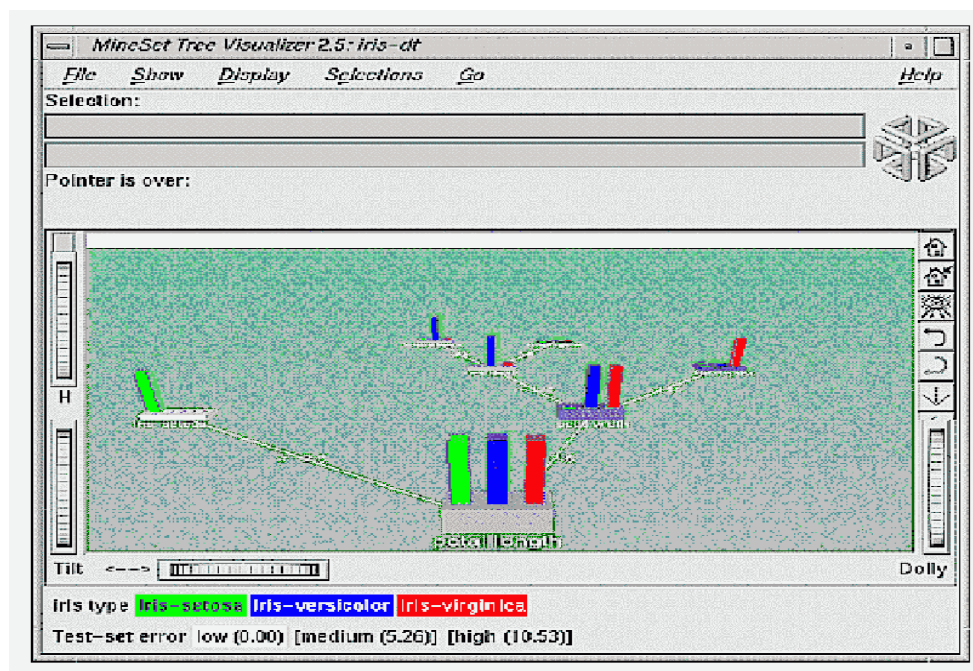 MineSet Tree Visualizer 2.5: iris-dt
File Show Display Selections Go Help
Selection:
Pointer is over:
petal length
H
Tilt <--> Dolly
iris type Iris-setosa Iris-versicolor Iris-virginica
Test-set error low (0.00) [medium (5.26)] [high (10.53)]